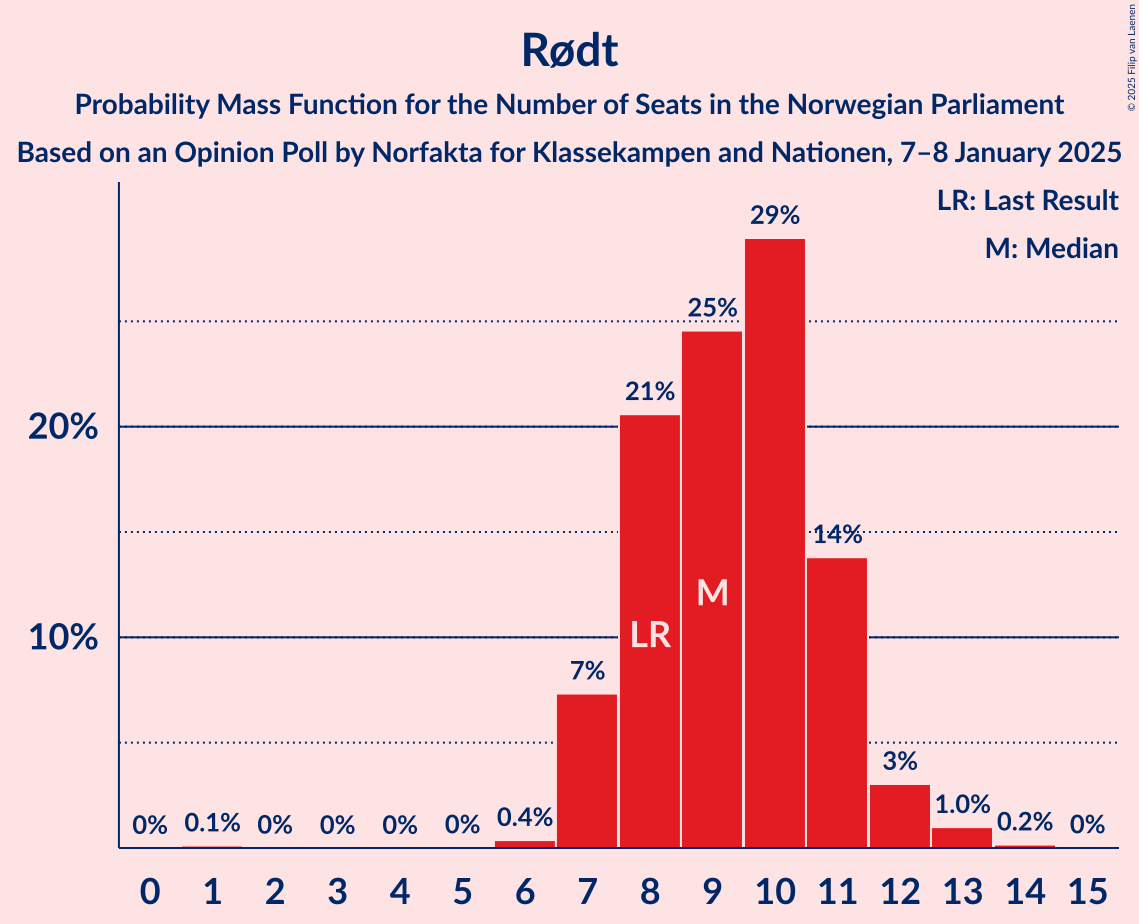 © 2025 Filip van Laenen
Rødt
Probability Mass Function for the Number of Seats in the Norwegian Parliament
Based on an Opinion Poll by Norfakta for Klassekampen and Nationen, 7–8 January 2025
LR: Last Result
M: Median
20%
10%
0% 0.1% 0% 0% 0% 0% 0.4% 7% 21% 25% 29% 14% 3% 1.0% 0.2% 0%
LR M
0 1 2 3 4 5 6 7 8 9 10 11 12 13 14 15